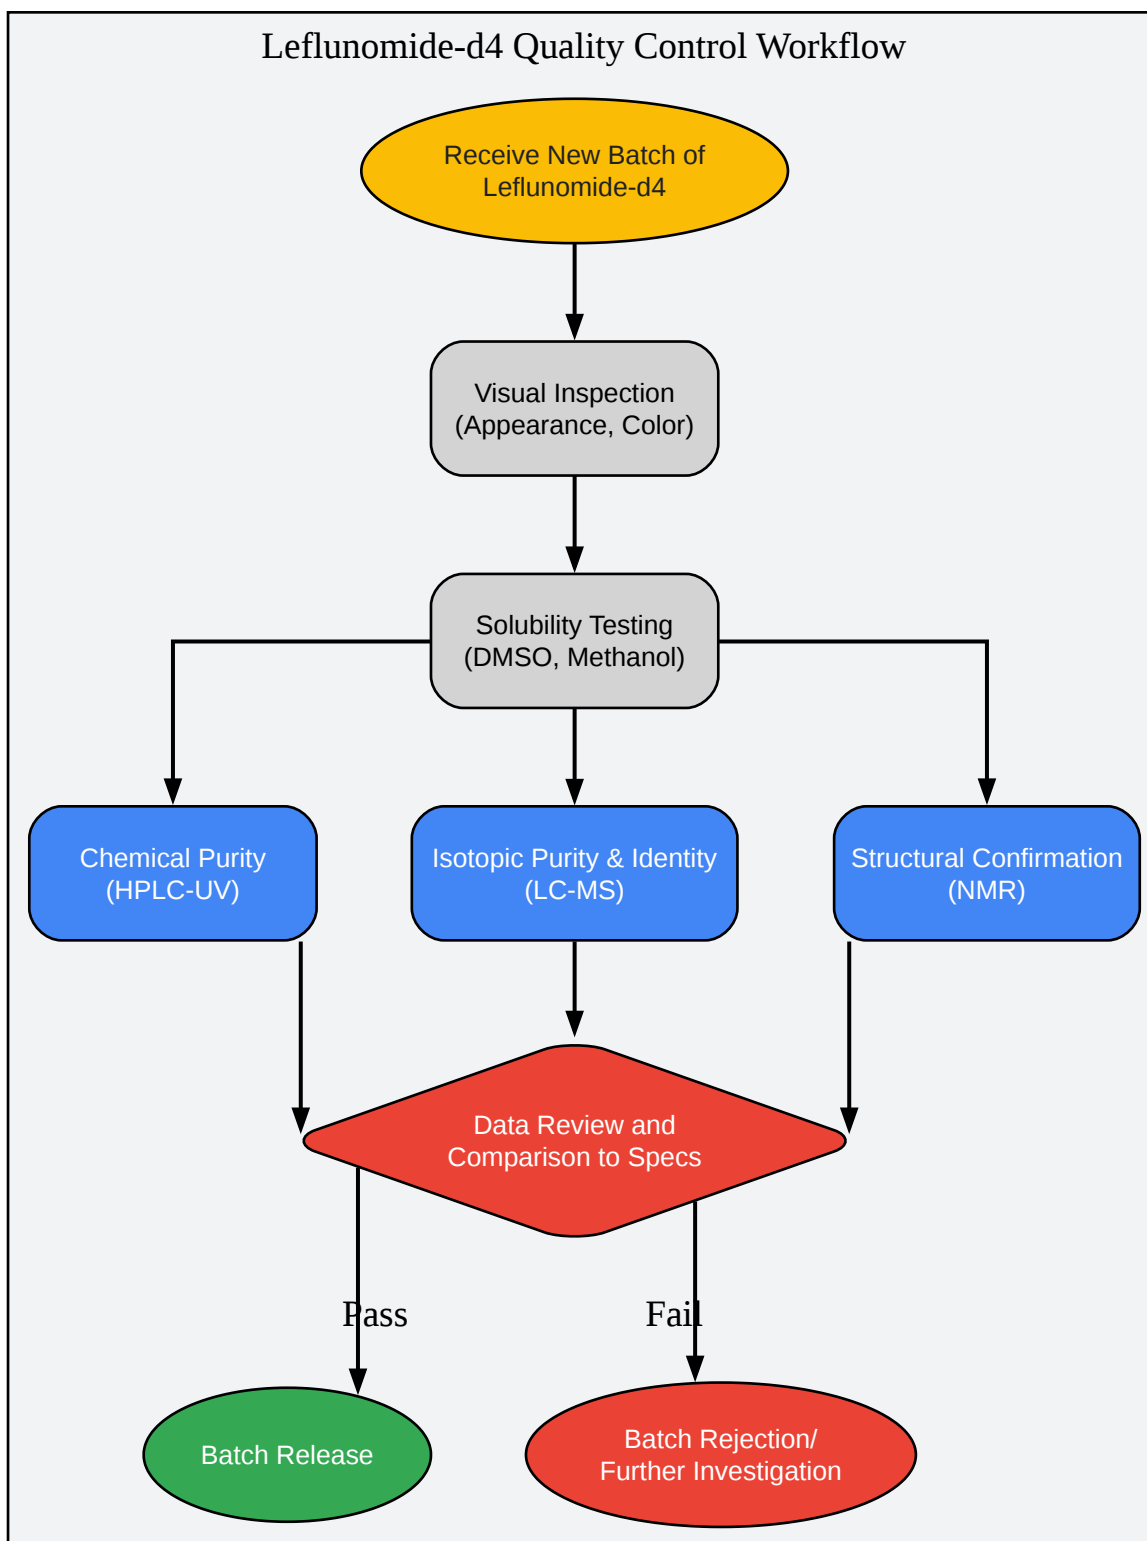 Leflunomide-d4 Quality Control Workflow
Receive New Batch of
Leflunomide-d4
Visual Inspection
(Appearance, Color)
Solubility Testing
(DMSO, Methanol)
Chemical Purity
(HPLC-UV)
Isotopic Purity & Identity
(LC-MS)
Structural Confirmation
(NMR)
Data Review and
Comparison to Specs
Pass
Fail
Batch Release
Batch Rejection/
Further Investigation